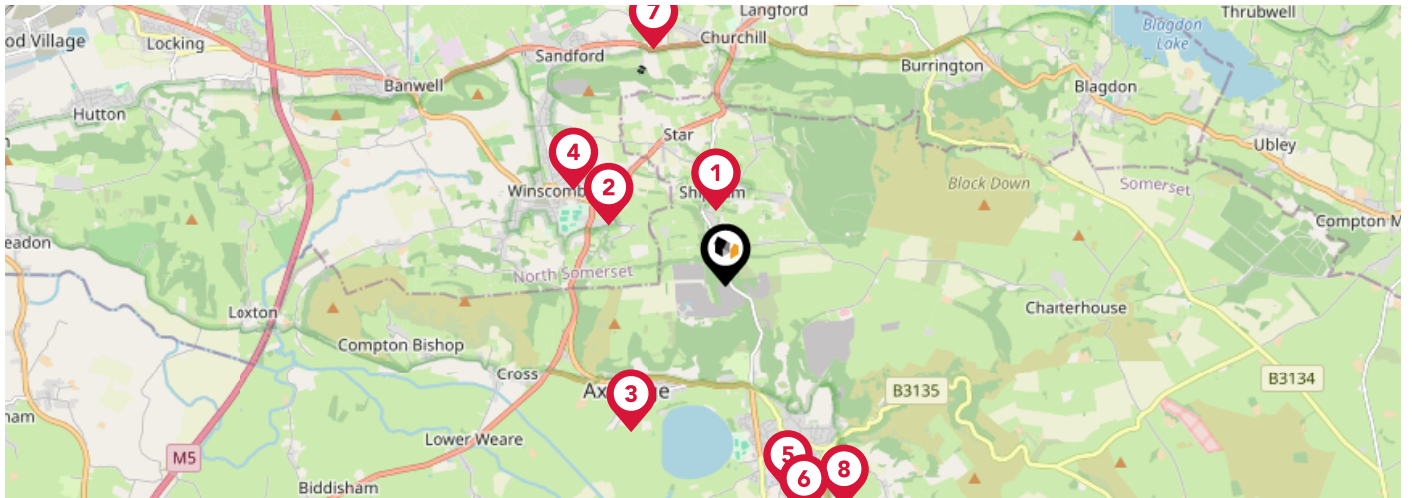 7
Langford
Thrubwell
od Village
Locking
Sandford
Churchill
Blagdon
Lake
Burrington
Banwell
Blagdon
Hutton
Star
Ubley
4
1
2
Winscomb
Black Down
Somerset
Compton M
eadon
North Somerset
Loxton
Charterhouse
Compton Bishop
Cross
B3134
B3135
3
ham
Lower Weare
M5
5
6
8
Biddisham